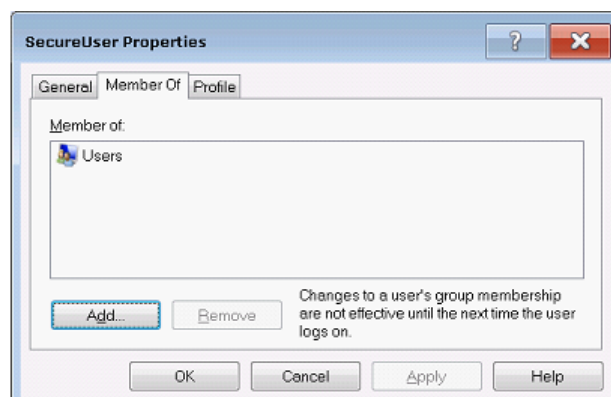 SecureUser Properties
General Member Of Profile
Member of:
Users
Add... Remove
Changes to a user's group membership
are not effective until the next time the user
logs on.
OK Cancel Apply Help